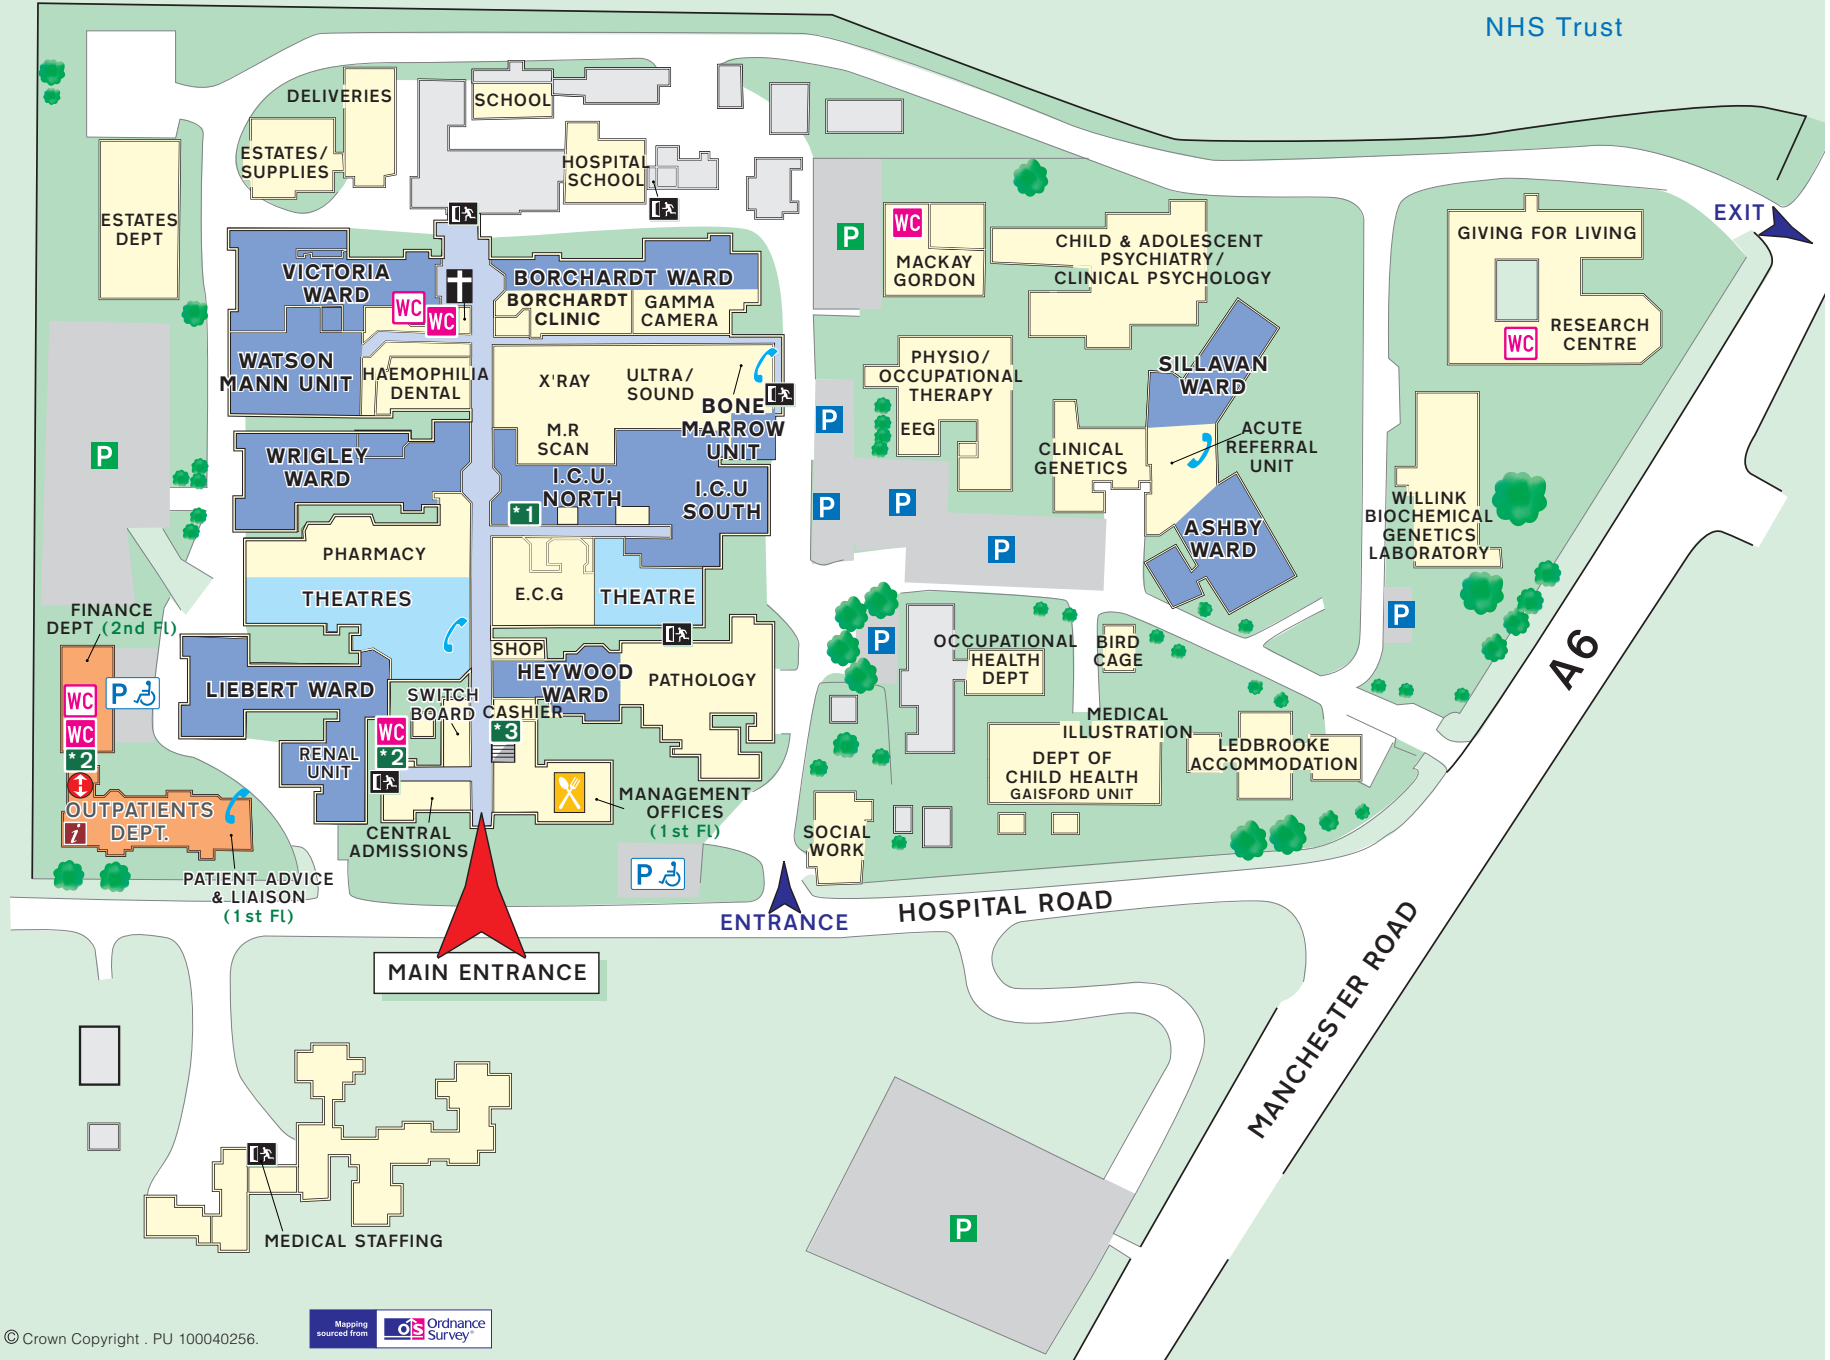 NHS Trust
DELIVERIES
SCHOOL
ESTATES/
SUPPLIES
HOSPITAL
SCHOOL
ESTATES
DEPT
EXIT
P
WC
MACKAY
GORDON
CHILD & ADOLESCENT
PSYCHIATRY/
CLINICAL PSYCHOLOGY
GIVING FOR LIVING
RESEARCH
CENTRE
WC
VICTORIA
WARD
WC
WC
BORCHARDT WARD
BORCHARDT
CLINIC
GAMMA
CAMERA
WATSON
MANN UNIT
HAEMOPHILIA
DENTAL
X'RAY
ULTRA/
SOUND
M.R
SCAN
BONE
MARROW
UNIT
PHYSIO/
OCCUPATIONAL
THERAPY
EEG
SILLAVAN
WARD
ACUTE
REFERRAL
UNIT
CLINICAL
GENETICS
P
P
P
P
P
WRIGLEY
WARD
I.C.U.
NORTH
I.C.U
SOUTH
*1
WILLINK
BIOCHEMICAL
GENETICS
LABORATORY
ASHBY
WARD
PHARMACY
THEATRES
E.C.G
THEATRE
FINANCE
DEPT (2nd Fl)
P
P
A6
SHOP
HEYWOOD
WARD
PATHOLOGY
OCCUPATIONAL
HEALTH
DEPT
BIRD
CAGE
LIEBERT WARD
SWITCH
BOARD
CASHIER
*3
WC
WC
*2
P
WC
*2
RENAL
UNIT
MEDICAL
ILLUSTRATION
DEPT OF
CHILD HEALTH
GAISFORD UNIT
LEDBROOKE
ACCOMMODATION
OUTPATIENTS
DEPT.
i
MANAGEMENT
OFFICES
(1st Fl)
CENTRAL
ADMISSIONS
SOCIAL
WORK
PATIENT ADVICE
& LIAISON
(1st Fl)
P
ENTRANCE
HOSPITAL ROAD
MAIN ENTRANCE
MANCHESTER ROAD
P
MEDICAL STAFFING
© Crown Copyright . PU 100040256.
Mapping
sourced from
OS
Ordnance
Survey®